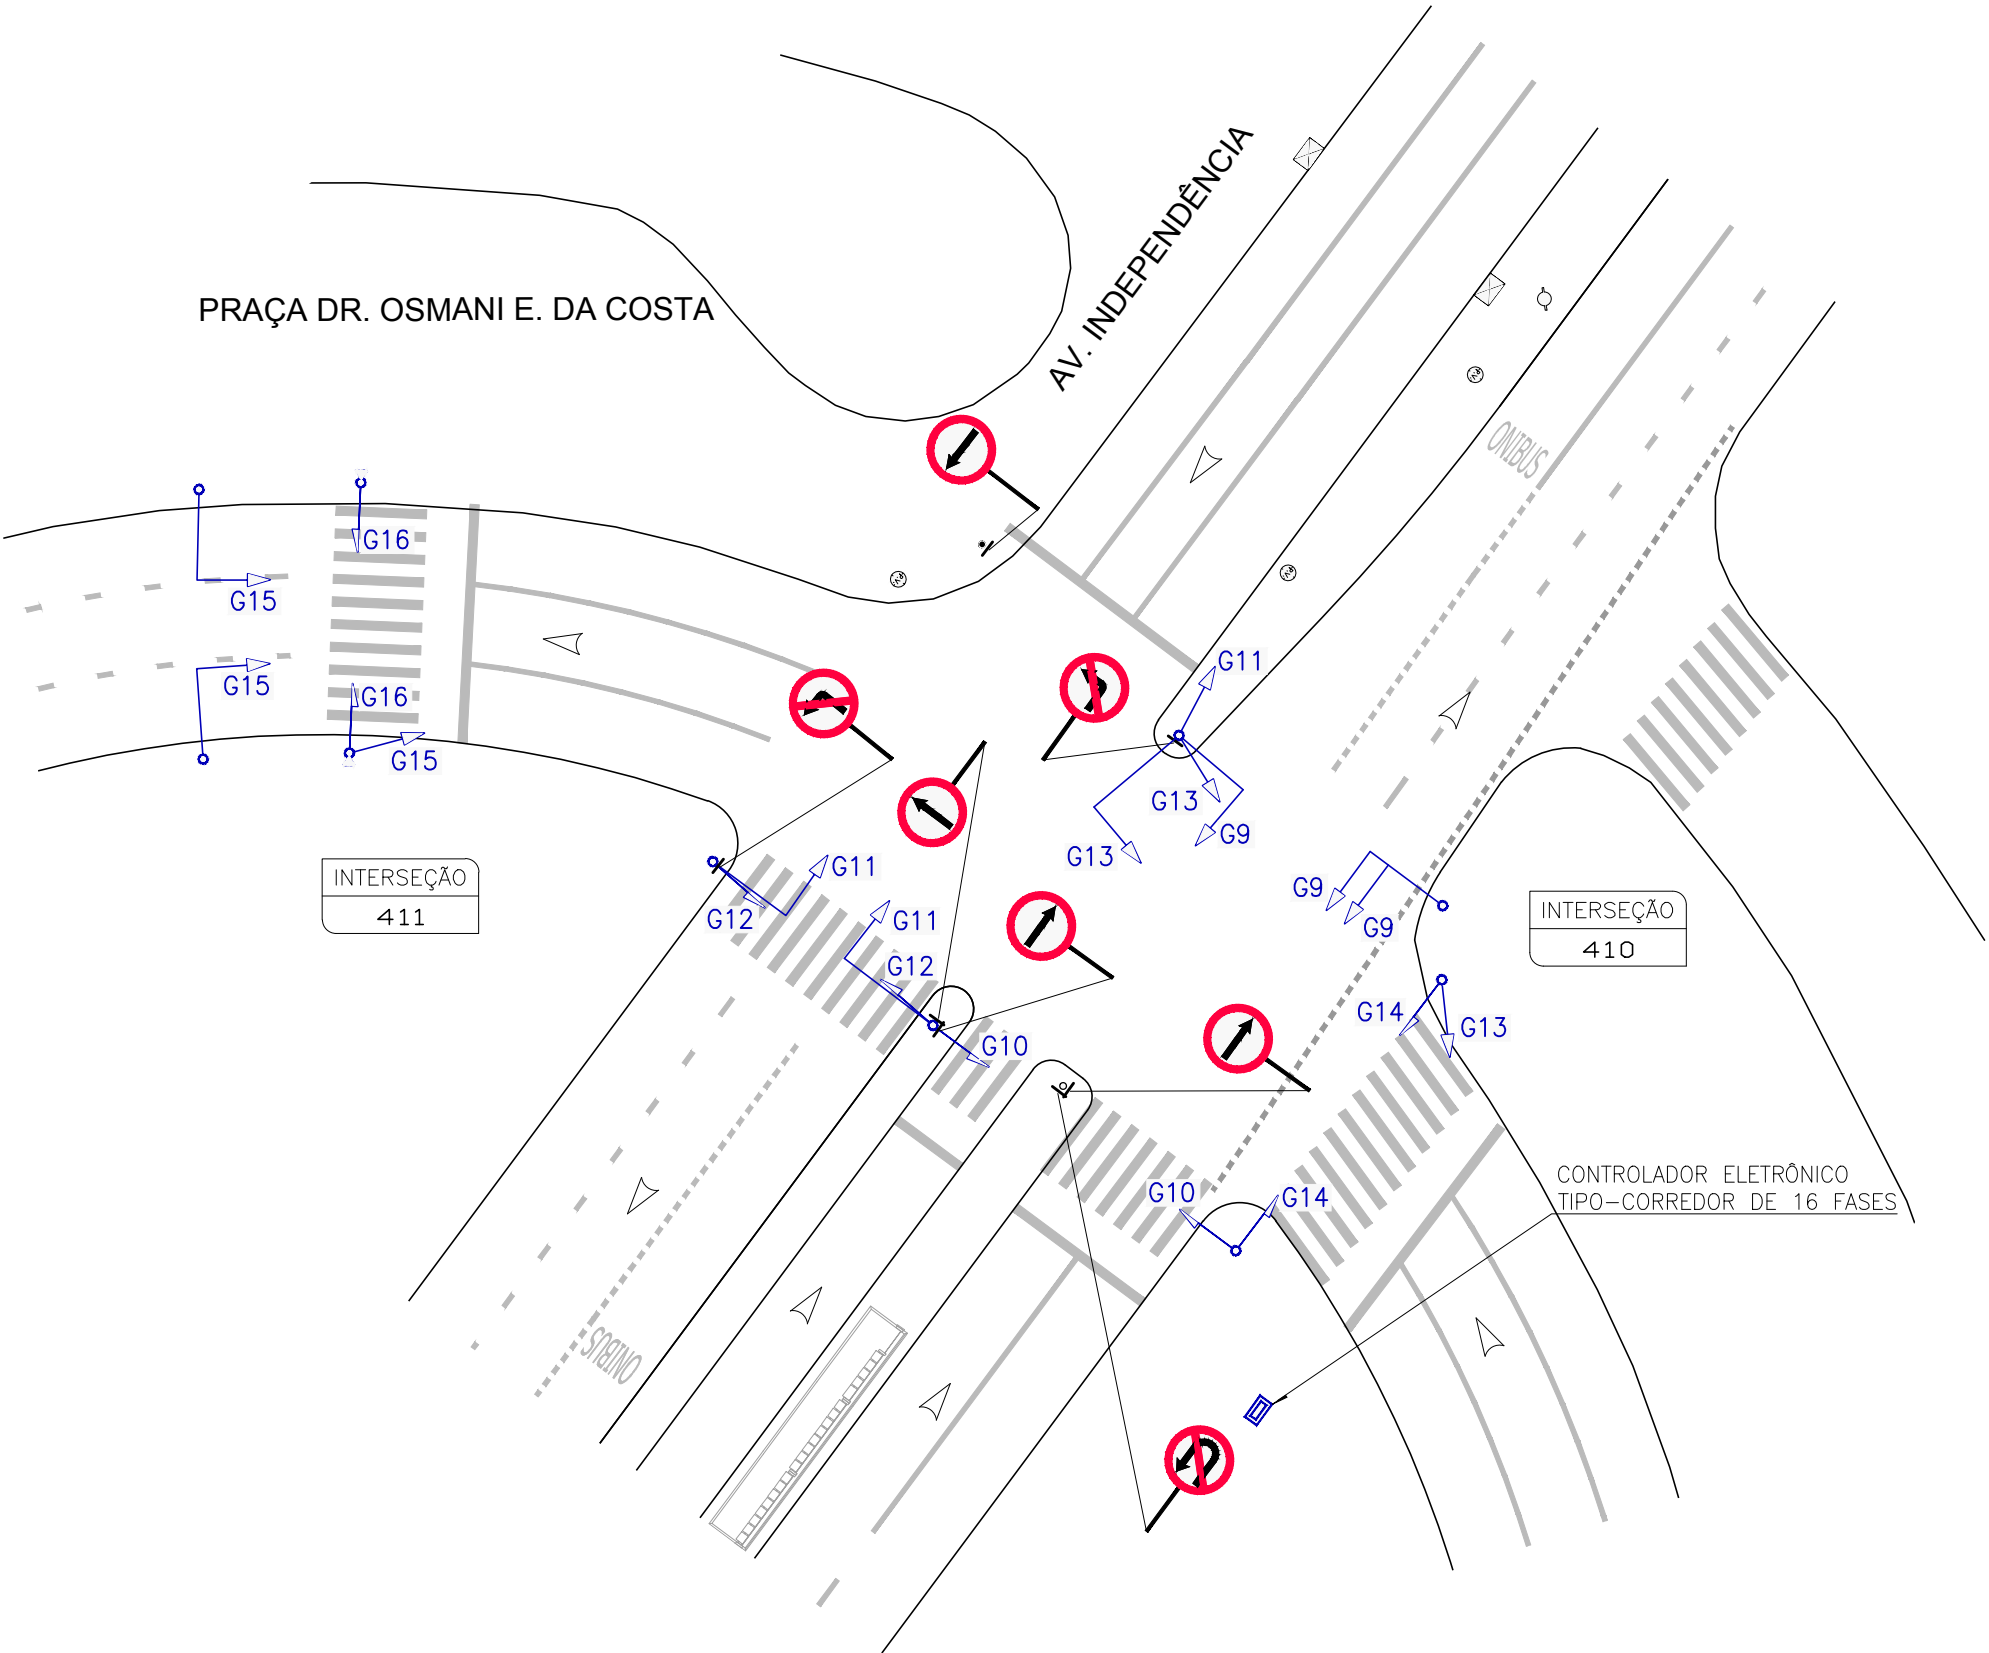 AV. INDEPENDÊNCIA
PRAÇA DR. OSMANI E. DA COSTA
ONIBUS
G16
G15
G15
G16
G15
G11
G13
G9
G13
G11
G12
G11
G12
G9
G9
G10
G14
G13
G10
G14
INTERSEÇÃO
411
INTERSEÇÃO
410
CONTROLADOR ELETRÔNICO
TIPO-CORREDOR DE 16 FASES
ONIBUS